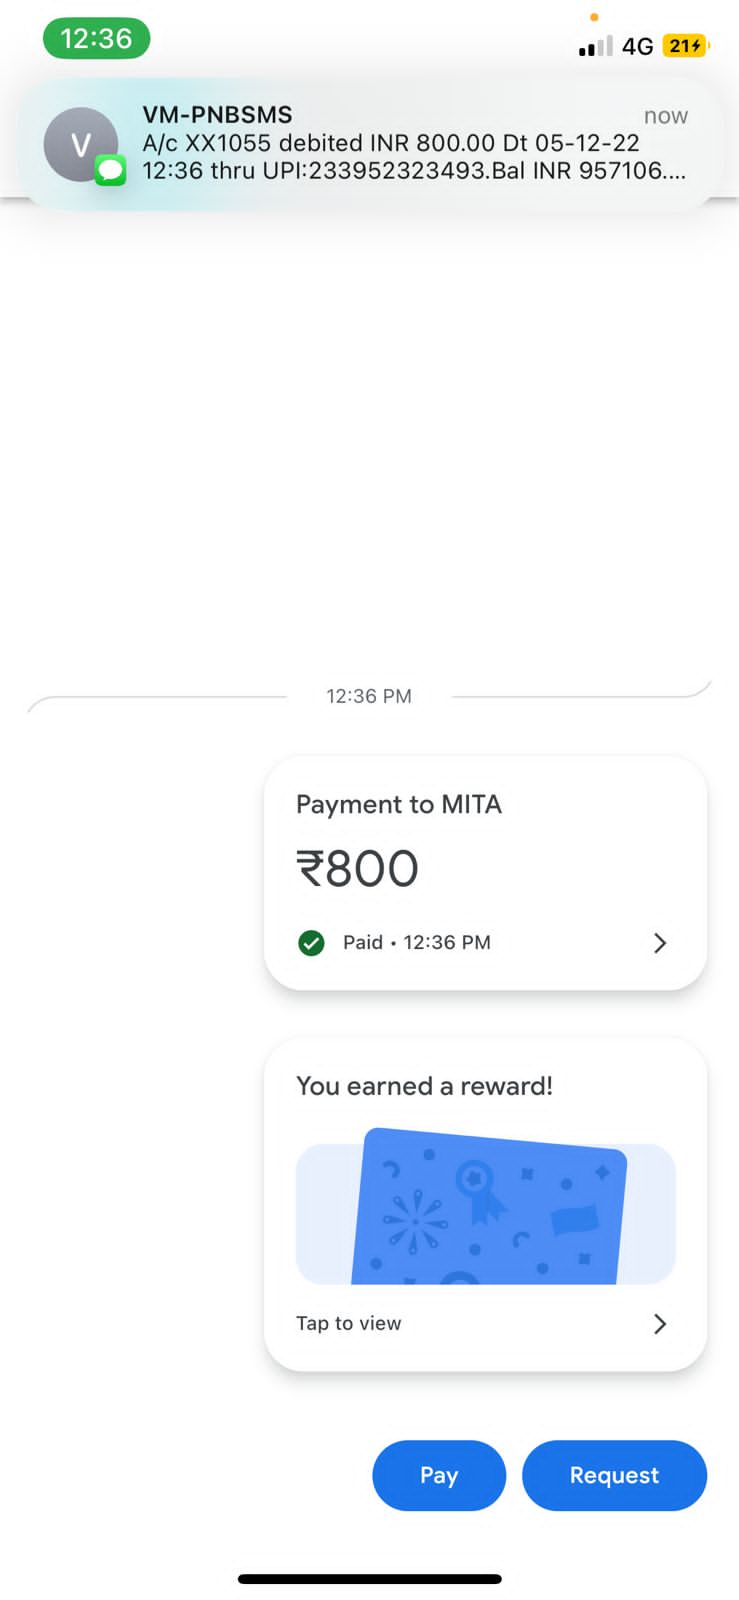 12:36
4G 21
VM-PNBSMS now
V
A/c XX1055 debited INR 800.00 Dt 05-12-22
12:36 thru UPI:233952323493.Bal INR 957106....
12:36 PM
Payment to MITA
₹800
Paid • 12:36 PM
You earned a reward!
Tap to view
Pay Request